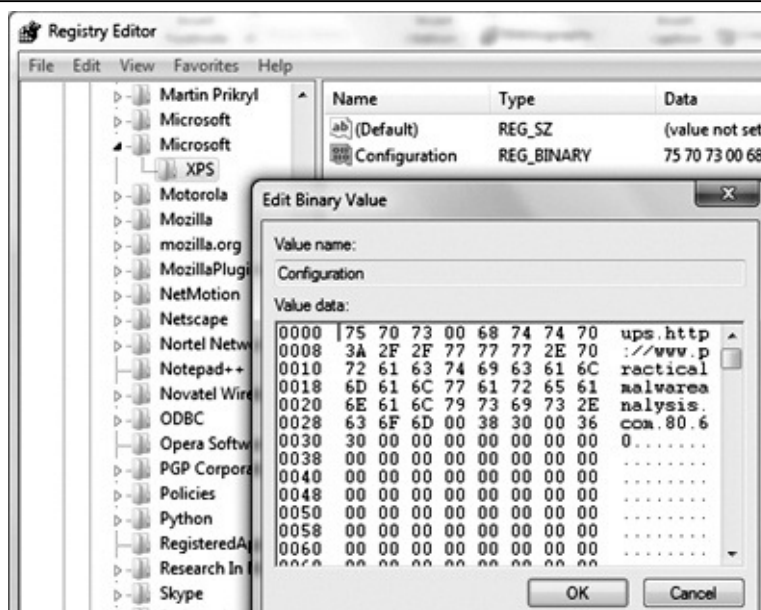 Registry Editor
File Edit View Favorites Help
Martin Prikryl
Microsoft
Microsoft
XPS
Motorola
Mozilla
mozilla.org
MozillaPlugi
NetMotion
Netscape
Nortel Netw
Notepad++
Novatel Wire
ODBC
Opera Softw
PGP Corpora
Policies
Python
RegisteredA
Research In
Skype
Name Type Data
(Default) REG_SZ (value not set
Configuration REG_BINARY 75 70 73 00 68
Edit Binary Value
Value name:
Configuration
Value data:
0000 75 70 73 00 68 74 74 70 ups.http
0008 3A 2F 2F 77 77 77 2E 70 ://www.p
0010 72 61 63 74 69 63 61 6C ractical
0018 6D 61 6C 77 61 72 65 61 malwarea
0020 6E 61 6C 79 73 69 73 2E nalysis.
0028 63 6F 6D 00 38 30 00 36 com.80.6
0030 30 00 00 00 00 00 00 00 0.......
0038 00 00 00 00 00 00 00 00 ........
0040 00 00 00 00 00 00 00 00 ........
0048 00 00 00 00 00 00 00 00 ........
0050 00 00 00 00 00 00 00 00 ........
0058 00 00 00 00 00 00 00 00 ........
0060 00 00 00 00 00 00 00 00 ........
OK Cancel